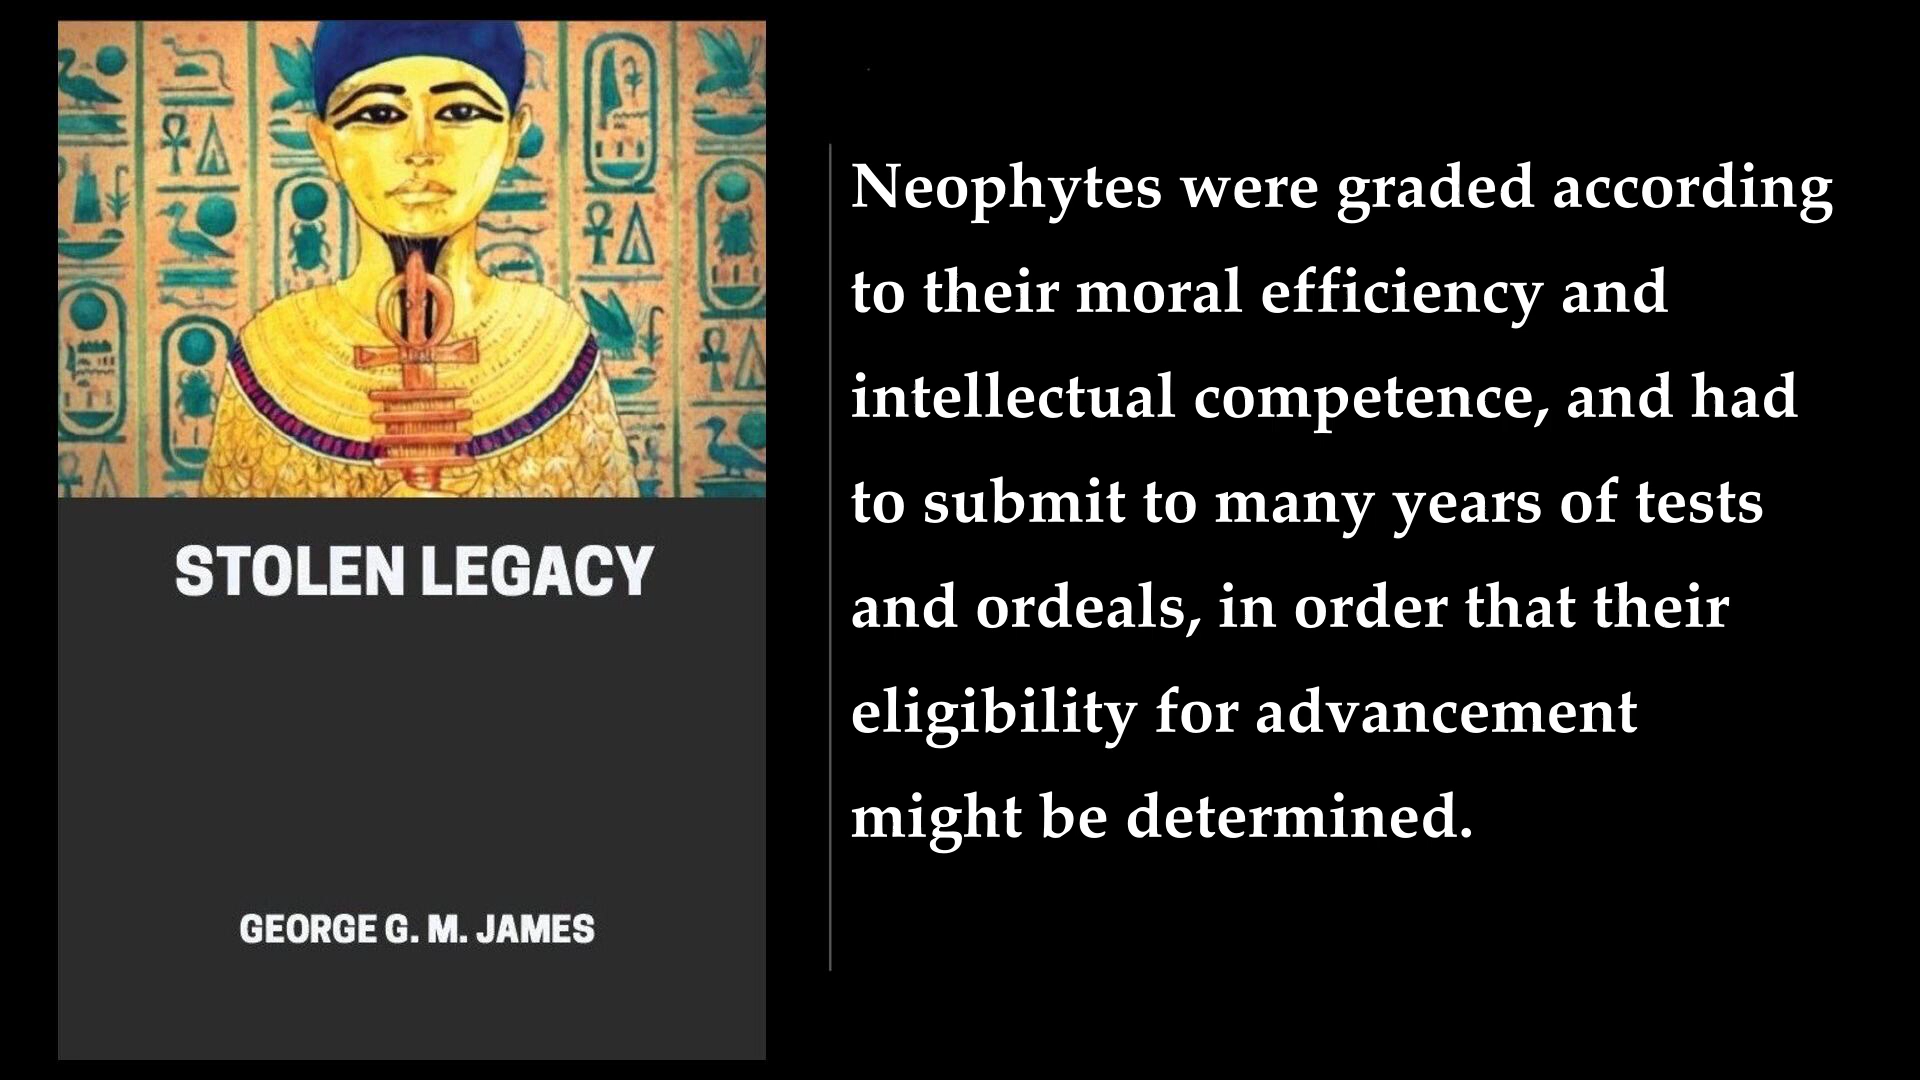 STOLEN LEGACY
GEORGE G. M. JAMES
Neophytes were graded according
to their moral efficiency and
intellectual competence, and had
to submit to many years of tests
and ordeals, in order that their
eligibility for advancement
might be determined.